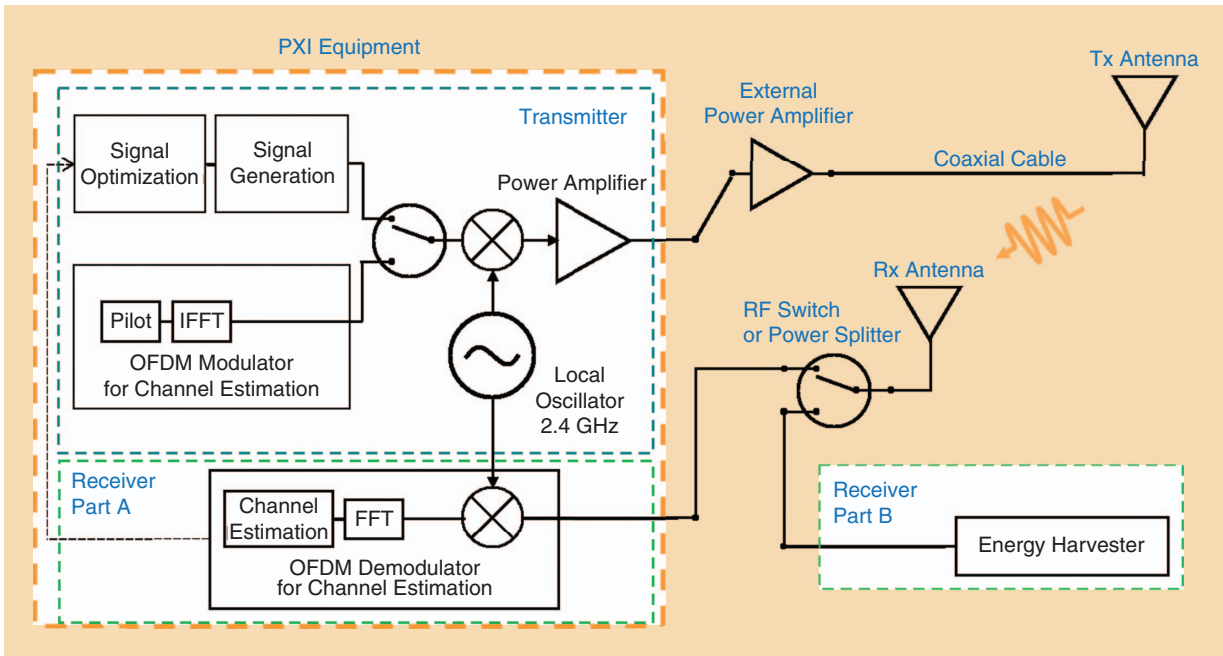 PXI Equipment
Tx Antenna
External
Power Amplifier
Transmitter
Signal
Optimization
Signal
Generation
Coaxial Cable
Power Amplifier
Rx Antenna
Pilot
IFFT
OFDM Modulator
for Channel Estimation
RF Switch
or Power Splitter
Local
Oscillator
2.4 GHz
Receiver
Part A
Channel
Estimation
FFT
OFDM Demodulator
for Channel Estimation
Receiver
Part B
Energy Harvester